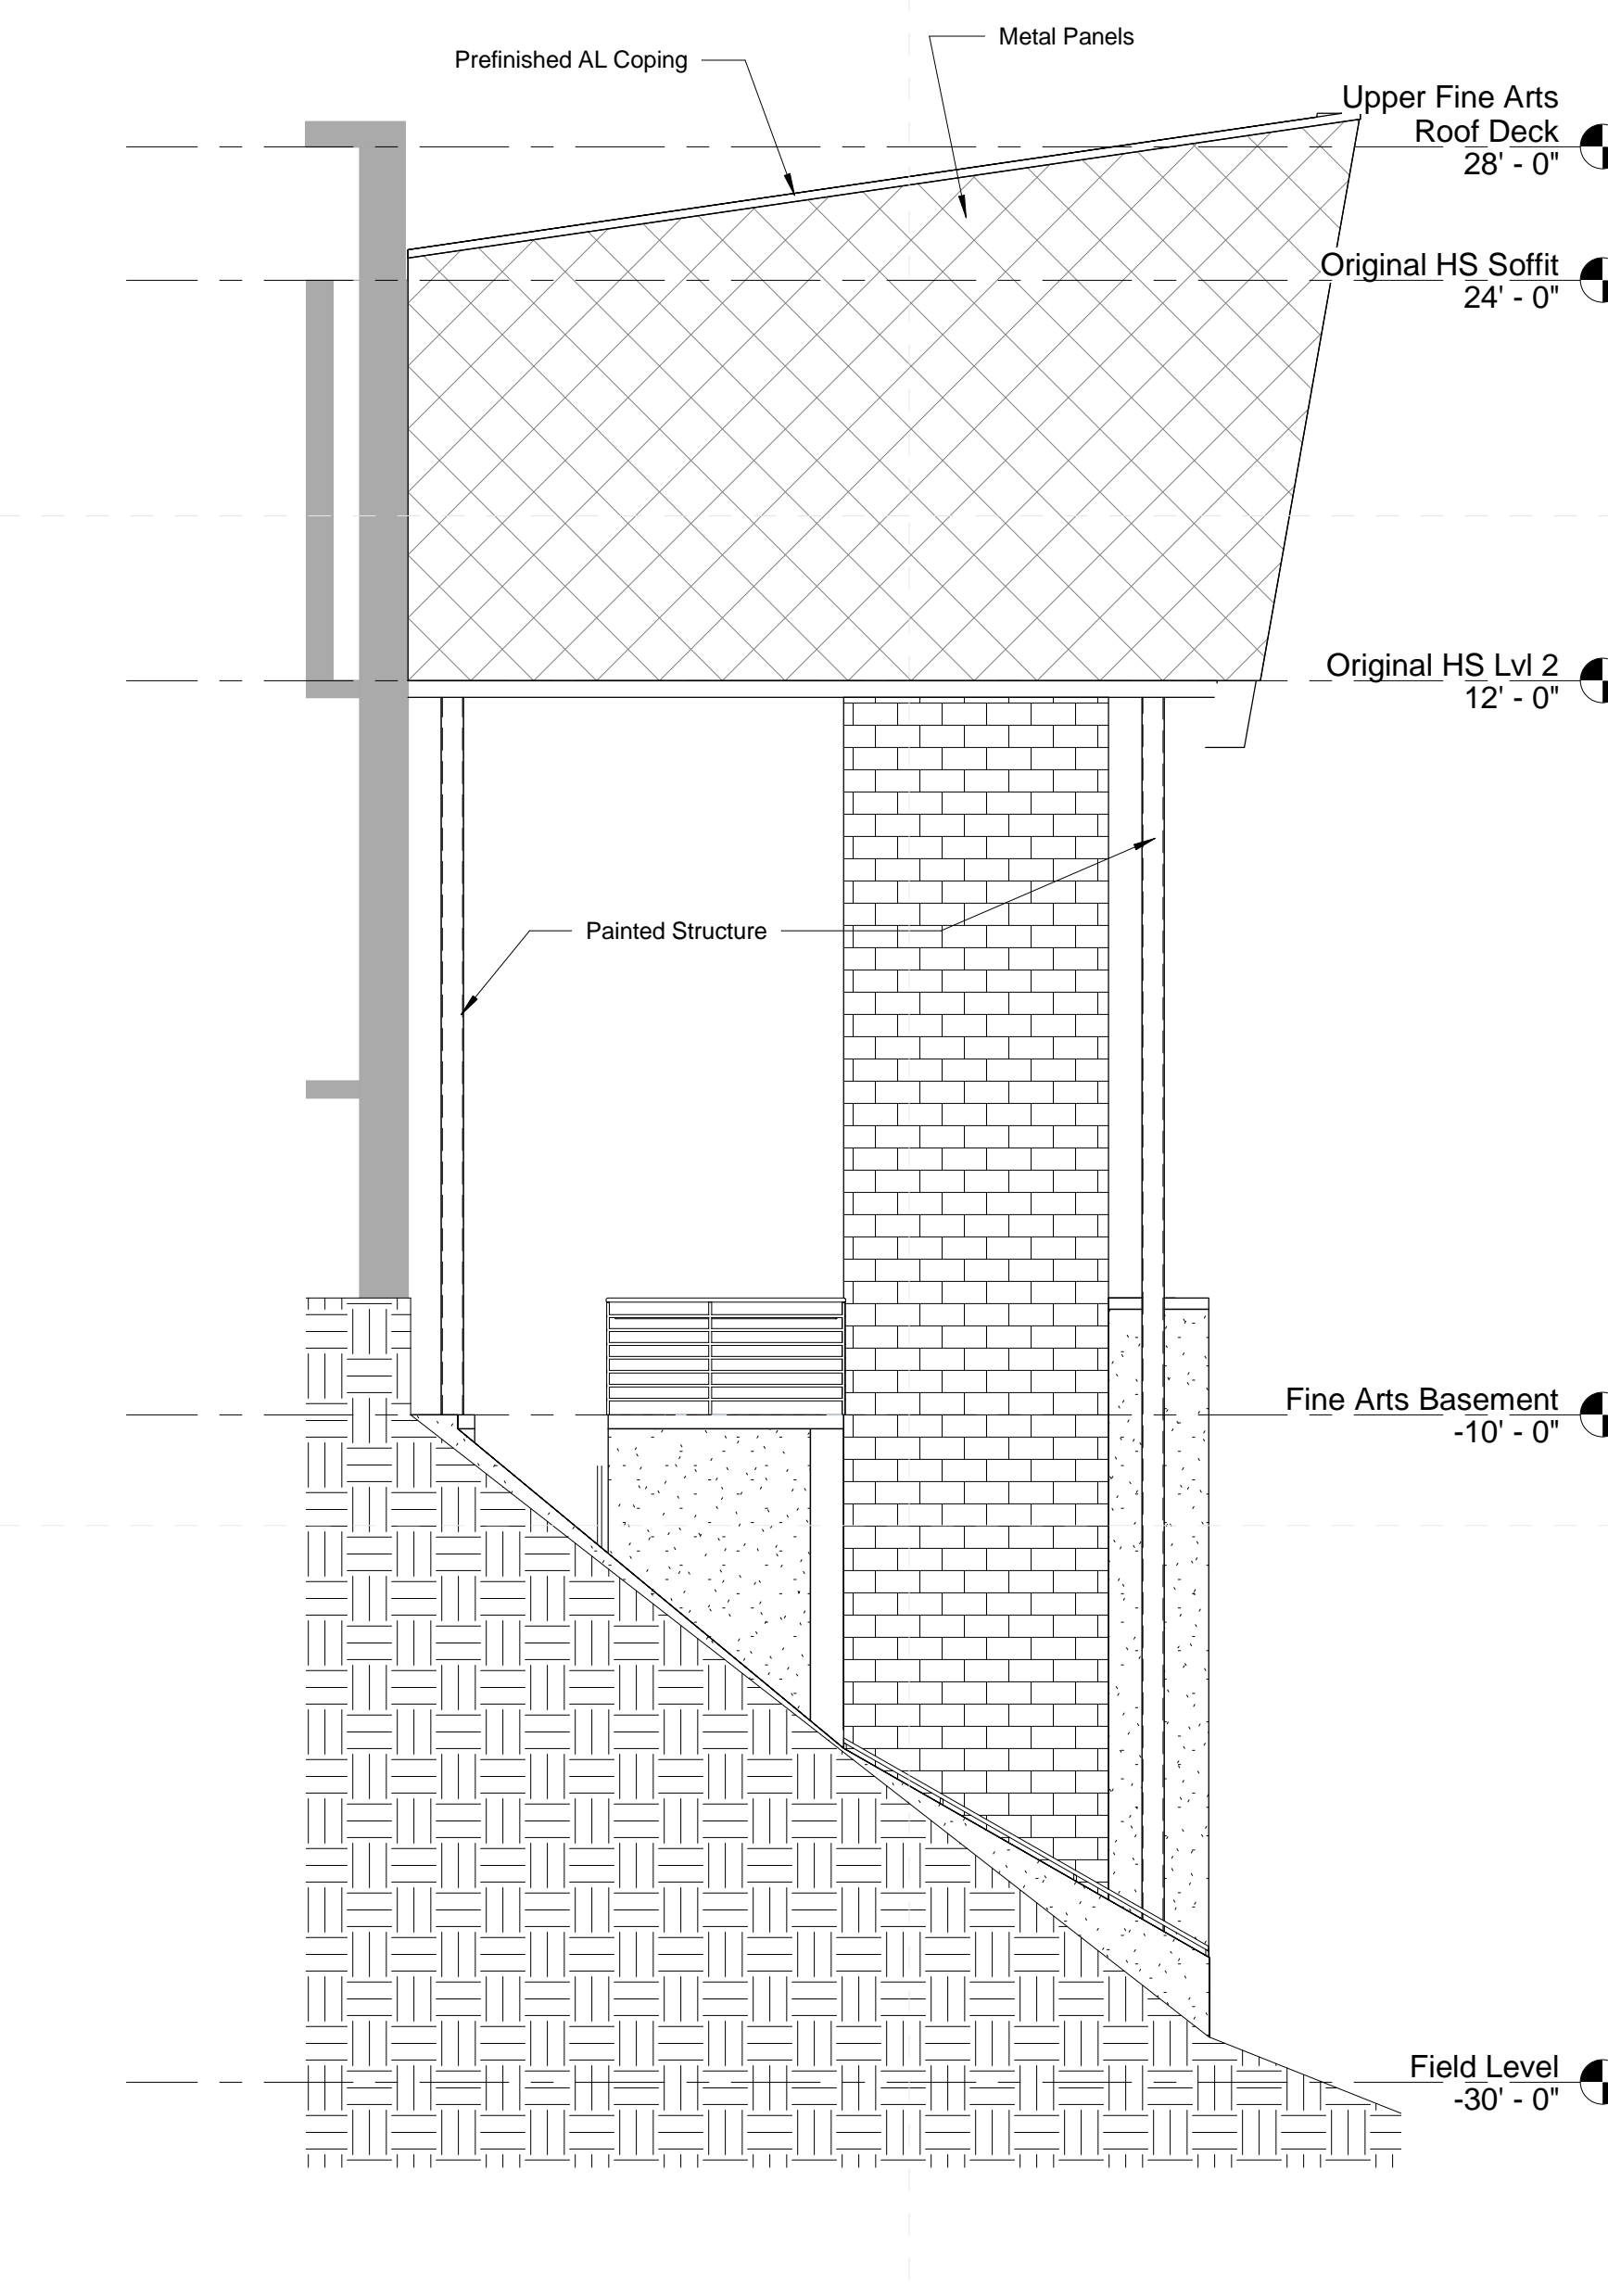 Metal Panels
Prefinished AL Coping
Upper Fine Arts
Roof Deck
28' - 0"
Original HS Soffit
24' - 0"
Original HS Lvl 2
12' - 0"
Painted Structure
Fine Arts Basement
-10' - 0"
Field Level
-30' - 0"